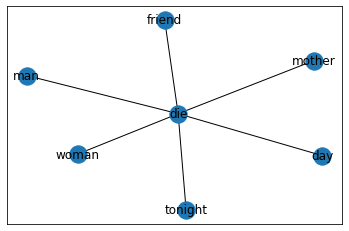 friend
mother
man
die
woman
day
tonight